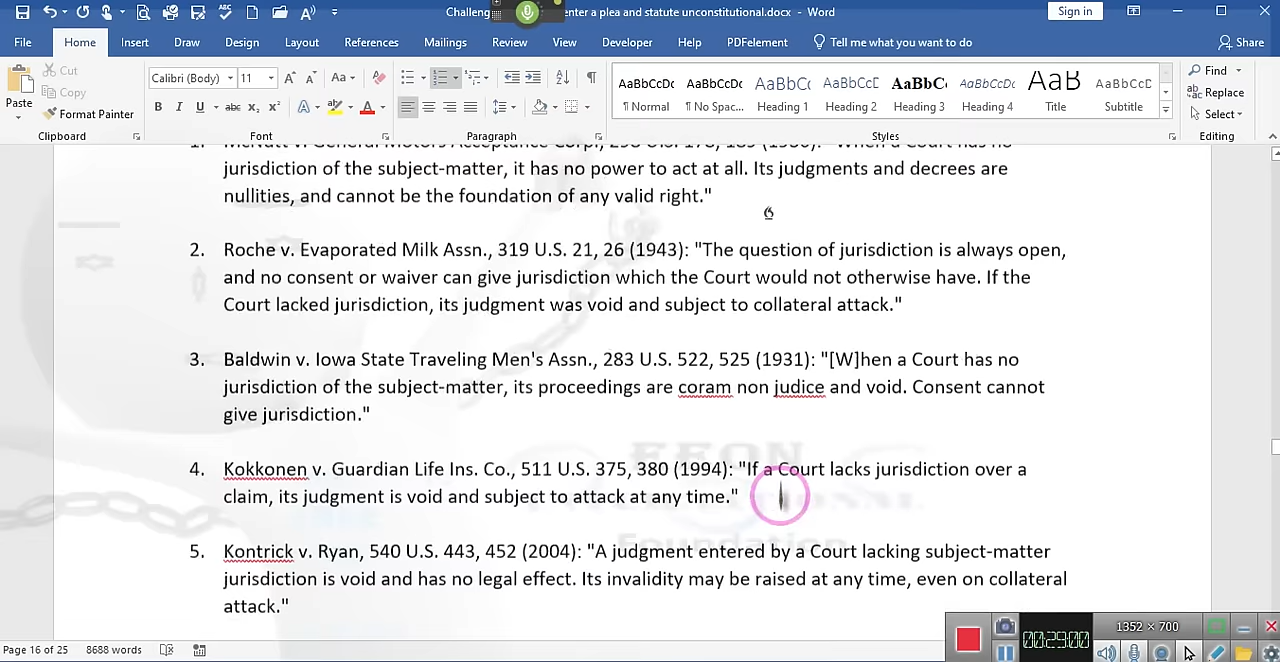 Challeng
enter a plea and statute unconstitutional.docx - Word
Sign in
File Home Insert Draw Design Layout References Mailings Review View Developer Help PDFelement Tell me what you want to do Share
Paste
Cut
Copy
Format Painter
Clipboard
Calibri (Body) 11
Font
Paragraph
AaBbCcDc AaBbCcDc AaBbCc AaBbCcD AaBbCc AaBbCcD AaB AaBbCcD
¶ Normal ¶ No Spac... Heading 1 Heading 2 Heading 3 Heading 4 Title Subtitle
Styles
Find
Replace
Select
Editing
jurisdiction of the subject-matter, it has no power to act at all. Its judgments and decrees are
nullities, and cannot be the foundation of any valid right."
2. Roche v. Evaporated Milk Assn., 319 U.S. 21, 26 (1943): "The question of jurisdiction is always open,
and no consent or waiver can give jurisdiction which the Court would not otherwise have. If the
Court lacked jurisdiction, its judgment was void and subject to collateral attack."
3. Baldwin v. Iowa State Traveling Men's Assn., 283 U.S. 522, 525 (1931): "[W]hen a Court has no
jurisdiction of the subject-matter, its proceedings are coram non judice and void. Consent cannot
give jurisdiction."
4. Kokkonen v. Guardian Life Ins. Co., 511 U.S. 375, 380 (1994): "If a Court lacks jurisdiction over a
claim, its judgment is void and subject to attack at any time."
5. Kontrick v. Ryan, 540 U.S. 443, 452 (2004): "A judgment entered by a Court lacking subject-matter
jurisdiction is void and has no legal effect. Its invalidity may be raised at any time, even on collateral
attack."
Foundation
1352 × 700
00:29:00
Page 16 of 25 8688 words